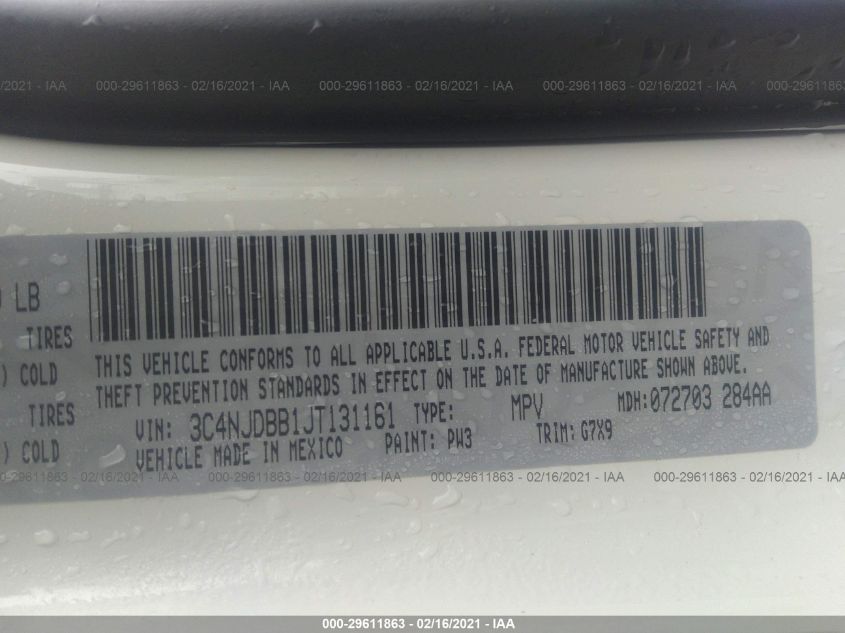 /2021 - IAA 000-29611863 - 02/16/2021 - IAA 000-29611863 - 02/16/2021 - IAA 000-29611863 - 02/16/2021 - IAA 000-2961
LB
TIRES
) COLD
TIRES
) COLD
THIS VEHICLE CONFORMS TO ALL APPLICABLE U.S.A. FEDERAL MOTOR VEHICLE SAFETY AND
THEFT PREVENTION STANDARDS IN EFFECT ON THE DATE OF MANUFACTURE SHOWN ABOVE.
VIN: 3C4NJDBB1JT131161 TYPE: MPV MDH:072703 284AA
VEHICLE MADE IN MEXICO PAINT: PW3 TRIM: G7X9
-29611863 - 02/16/2021 - IAA 000-29611863 - 02/16/2021 - IAA 000-29611863 - 02/16/2021 - IAA 000-29611863 - 02/16/2021 - IAA
000-29611863 - 02/16/2021 - IAA